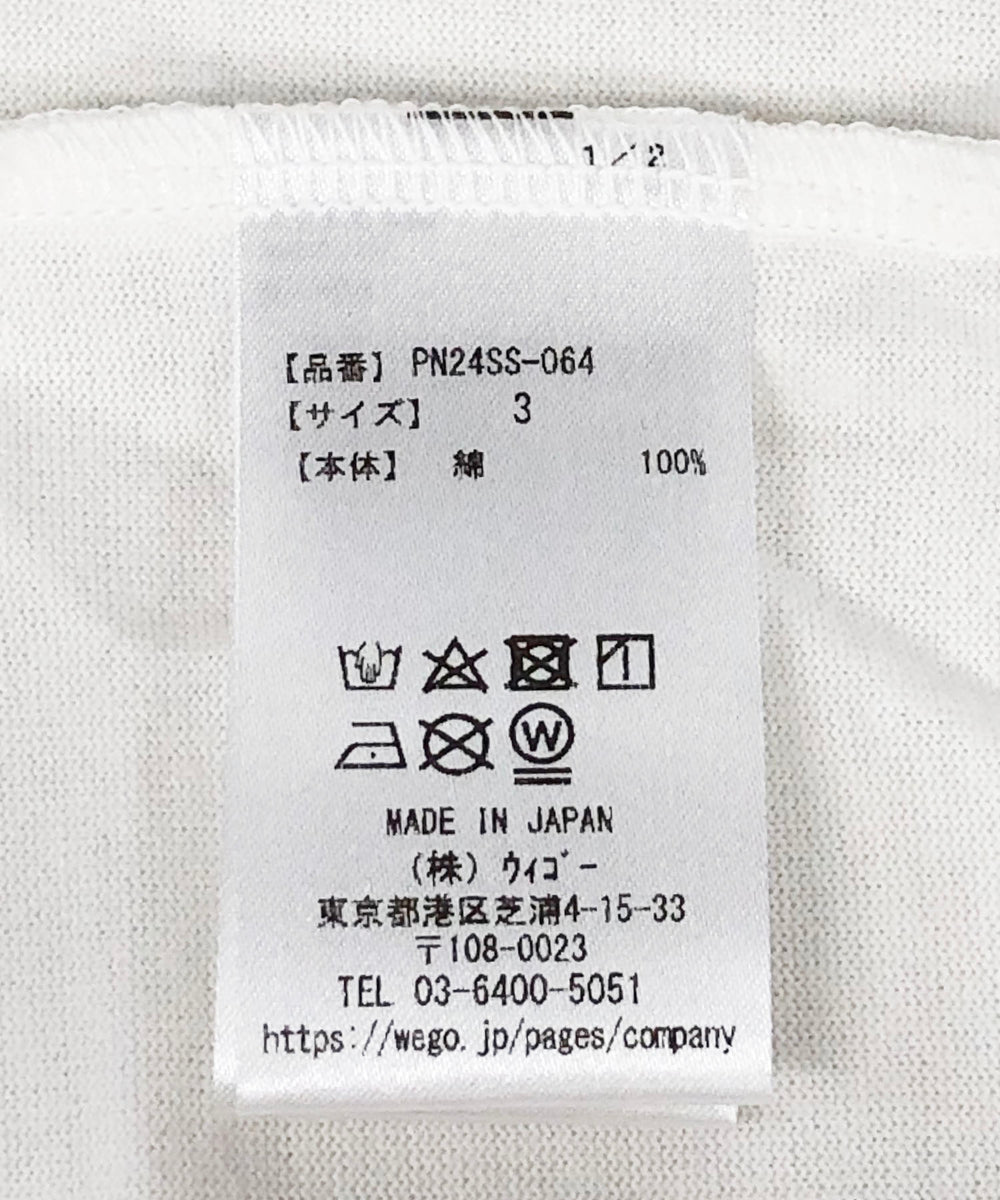 1/2
【品番】 PN24SS-064
【サイズ】 3
【本体】 綿 100%
W
MADE IN JAPAN
(株) ウィゴー
東京都港区芝浦4-15-33
〒108-0023
TEL 03-6400-5051
https://wego.jp/pages/company